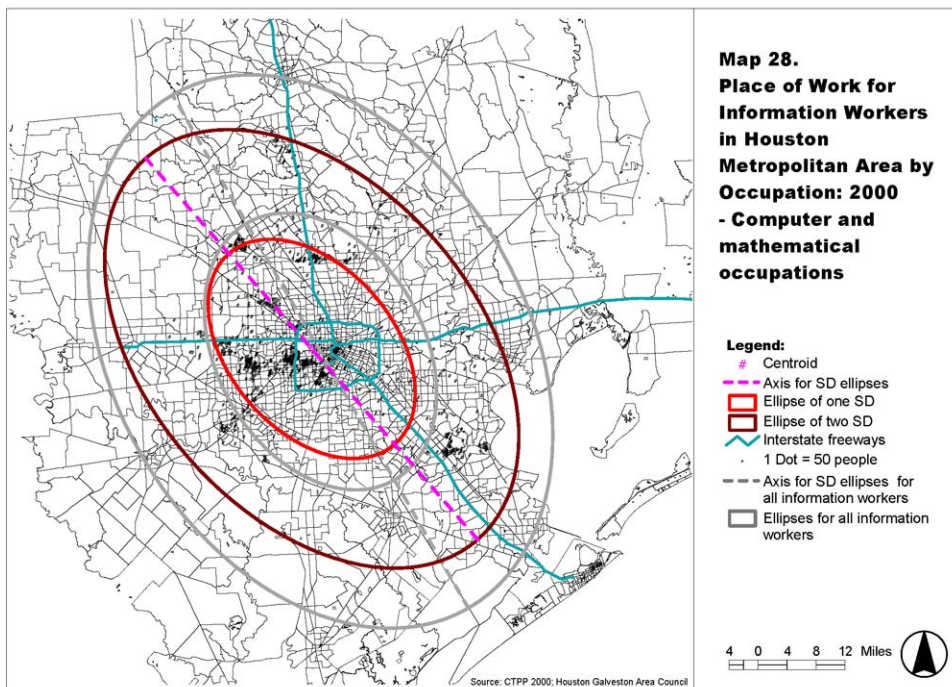 Map 28.
Place of Work for
Information Workers
in Houston
Metropolitan Area by
Occupation: 2000
- Computer and
mathematical
occupations
Legend:
# Centroid
Axis for SD ellipses
Ellipse of one SD
Ellipse of two SD
Interstate freeways
1 Dot = 50 people
Axis for SD ellipses for
all information workers
Ellipses for all information
workers
4 0 4 8 12 Miles
Source: CTPP 2000; Houston Galveston Area Council